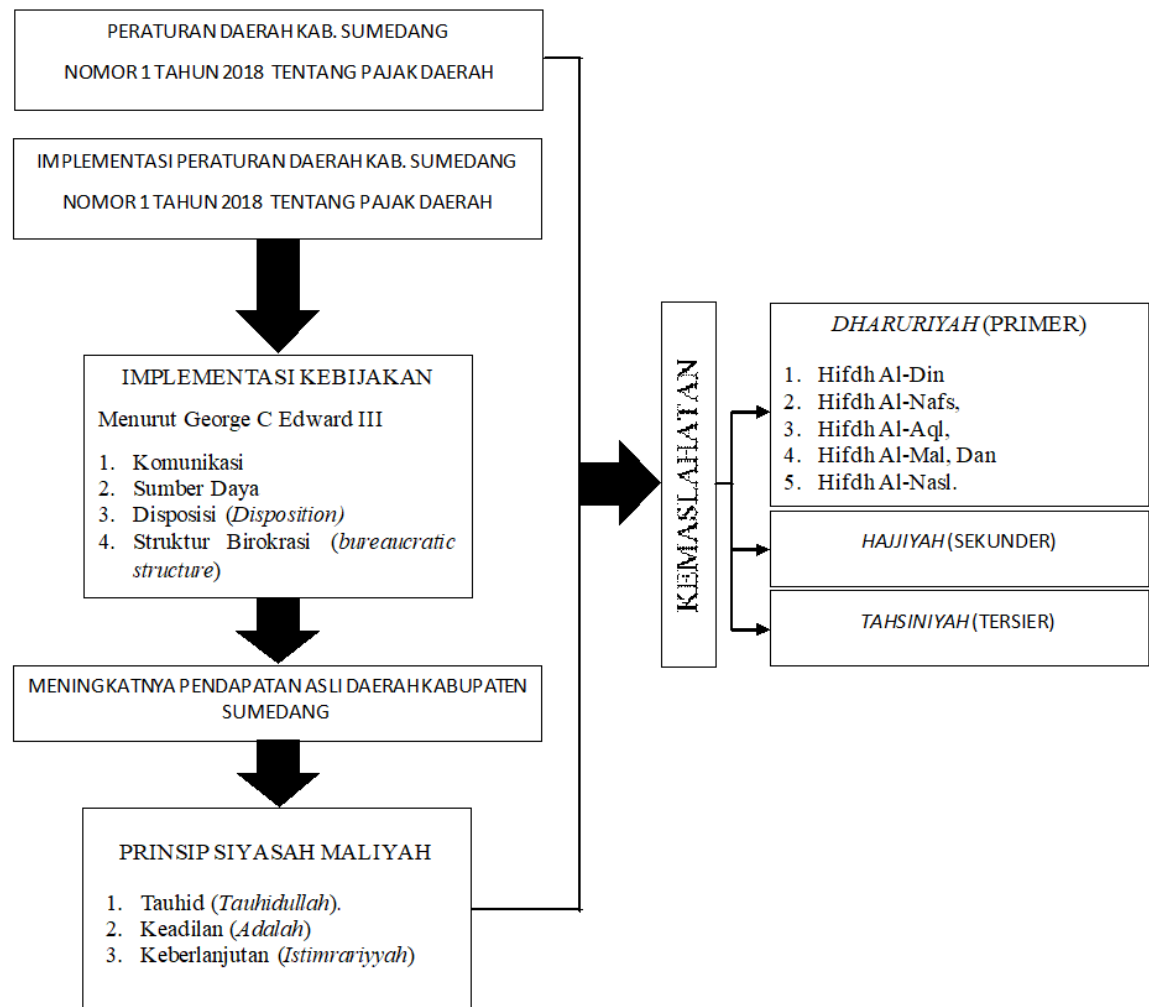 PERATURAN DAERAH KAB. SUMEDANG
NOMOR 1 TAHUN 2018 TENTANG PAJAK DAERAH
IMPLEMENTASI PERATURAN DAERAH KAB. SUMEDANG
NOMOR 1 TAHUN 2018 TENTANG PAJAK DAERAH
IMPLEMENTASI KEBIJAKAN
Menurut George C Edward III
1. Komunikasi
2. Sumber Daya
3. Disposisi (Disposition)
4. Struktur Birokrasi (bureaucratic
structure)
MENINGKATNYA PENDAPATAN ASLI DAERAH KABUPATEN
SUMEDANG
PRINSIP SIYASAH MALIYAH
1. Tauhid (Tauhidullah).
2. Keadilan (Adalah)
3. Keberlanjutan (Istimrariyyah)
KEMASLAHATAN
DHARURIYAH (PRIMER)
1. Hifdh Al-Din
2. Hifdh Al-Nafs,
3. Hifdh Al-Aql,
4. Hifdh Al-Mal, Dan
5. Hifdh Al-Nasl.
HAJJIYAH (SEKUNDER)
TAHSINIYAH (TERSIER)